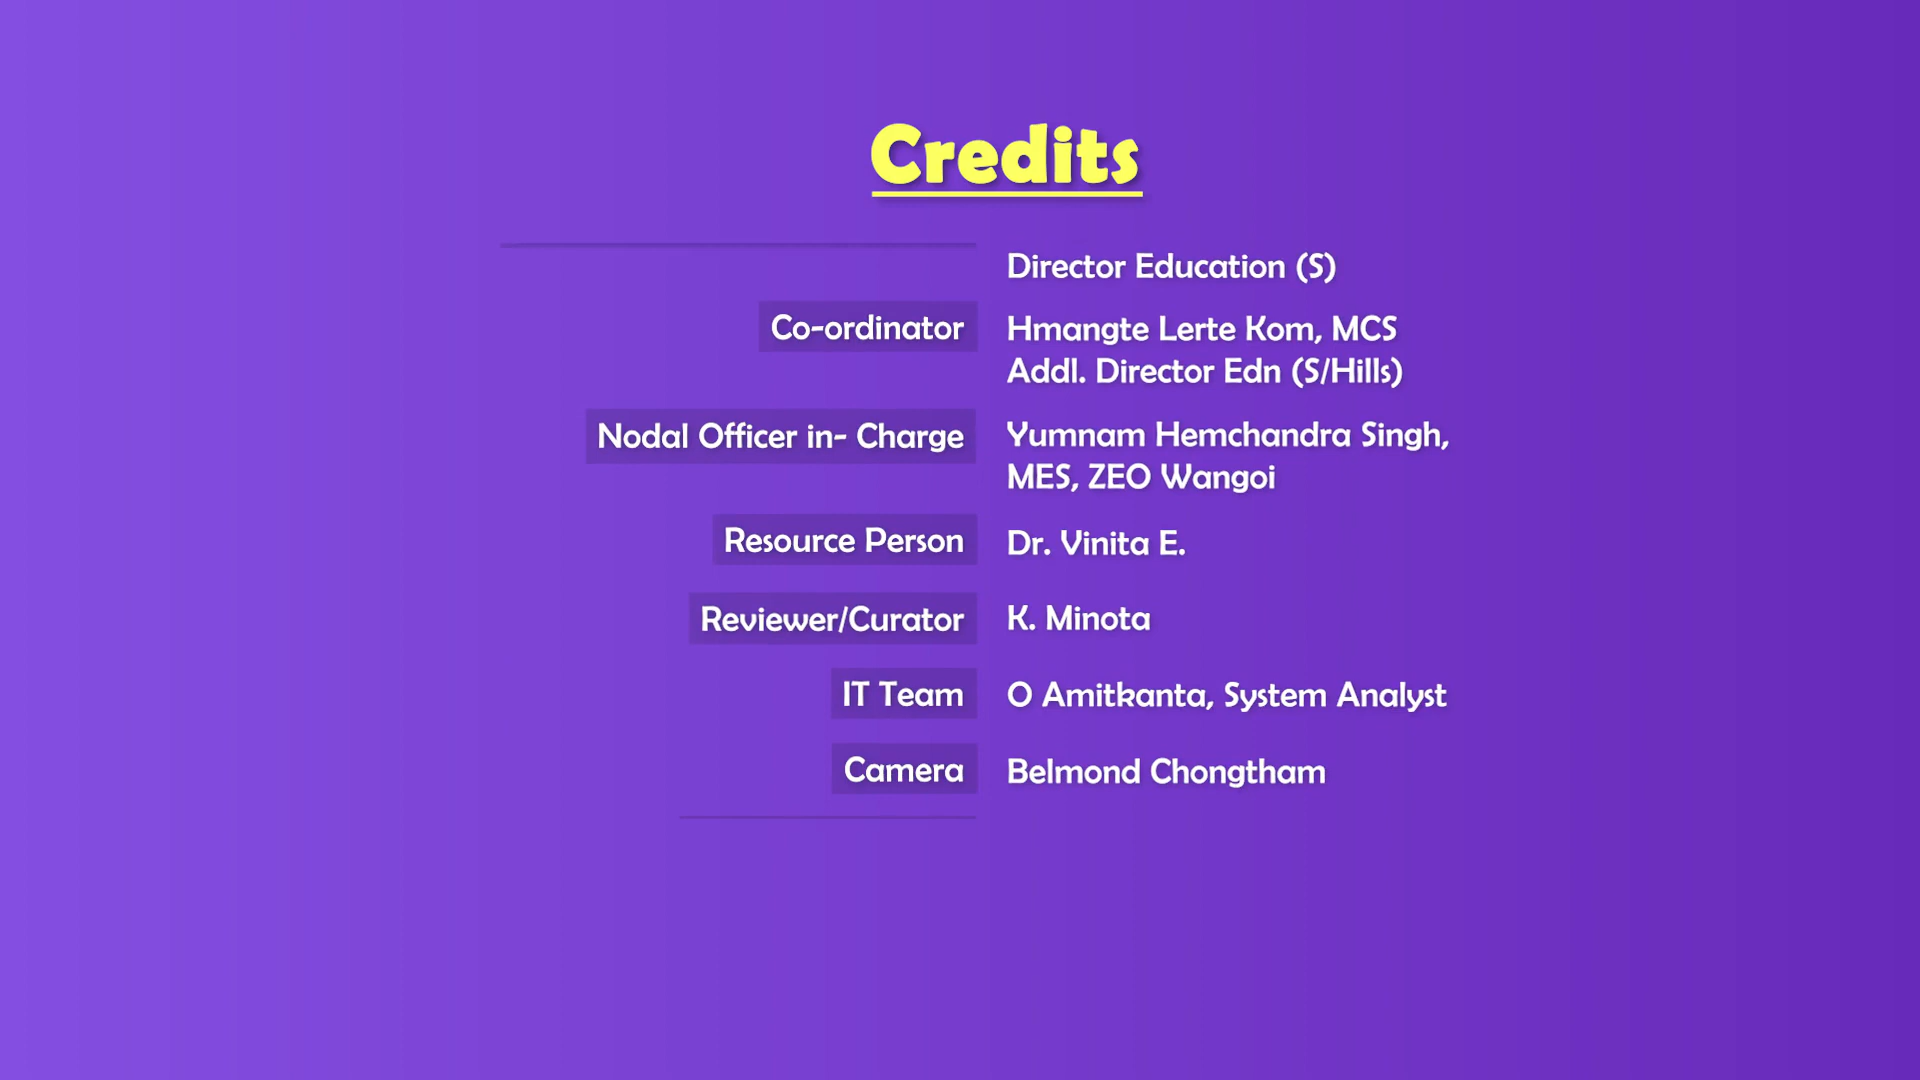 Credits
Director Education (S)
Co-ordinator Hmangte Lerte Kom, MCS
Addl. Director Edn (S/Hills)
Nodal Officer in- Charge Yumnam Hemchandra Singh,
MES, ZEO Wangoi
Resource Person Dr. Vinita E.
Reviewer/Curator K. Minota
IT Team O Amitkanta, System Analyst
Camera Belmond Chongtham